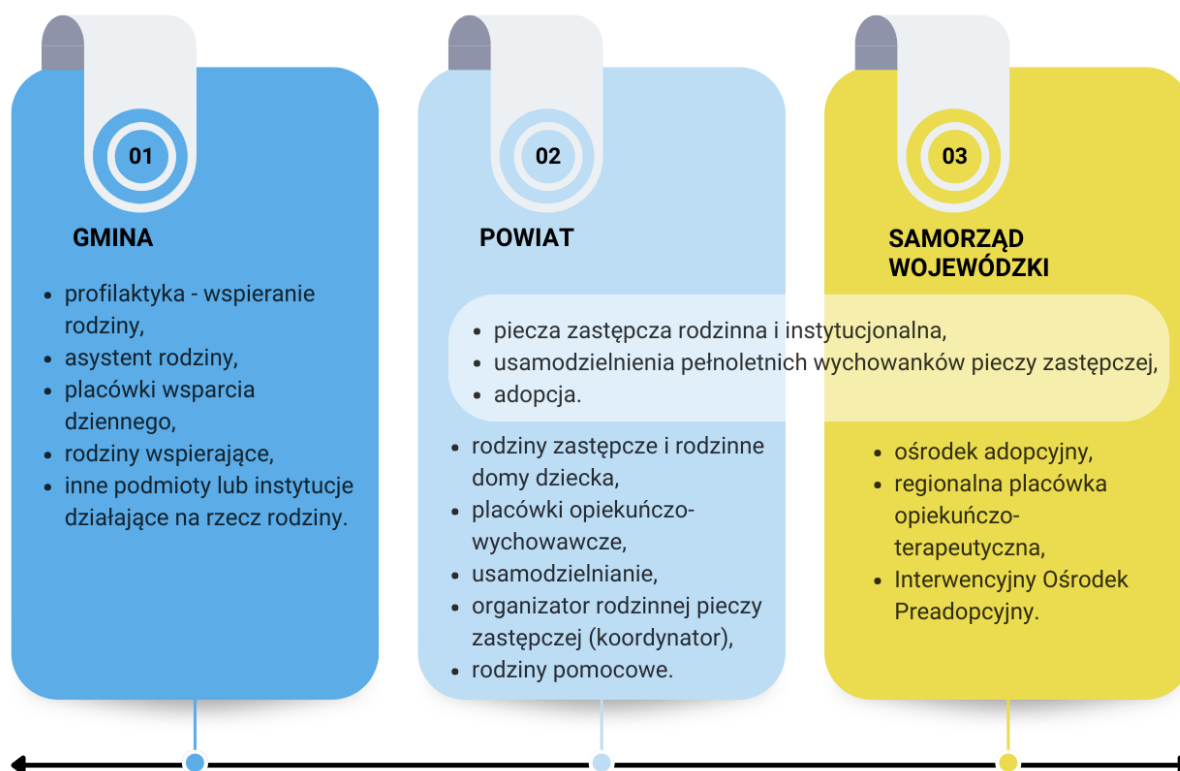 01
GMINA
• profilaktyka - wspieranie
rodziny,
• asystent rodziny,
• placówki wsparcia
dziennego,
• rodziny wspierające,
• inne podmioty lub instytucje
działające na rzecz rodziny.
02
POWIAT
03
SAMORZĄD
WOJEWÓDZKI
• piecza zastępcza rodzinna i instytucjonalna,
• usamodzielnienia pełnoletnich wychowanków pieczy zastępczej,
• adopcja.
• rodziny zastępcze i rodzinne
domy dziecka,
• placówki opiekuńczo-
wychowawcze,
• usamodzielnianie,
• organizator rodzinnej pieczy
zastępczej (koordynator),
• rodziny pomocowe.
• ośrodek adopcyjny,
• regionalna placówka
opiekuńczo-
terapeutyczna,
• Interwencyjny Ośrodek
Preadopcyjny.